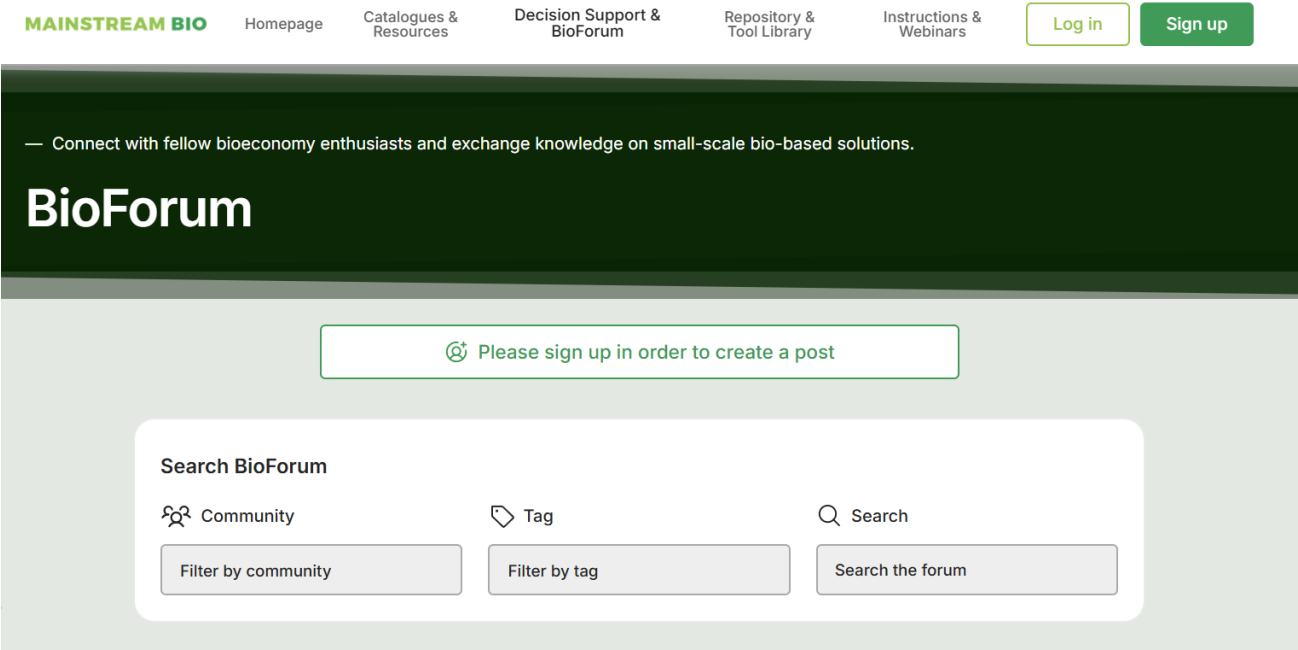 MAINSTREAM BIO
Homepage
Catalogues &
Resources
Decision Support &
BioForum
Repository &
Tool Library
Instructions &
Webinars
Log in
Sign up
— Connect with fellow bioeconomy enthusiasts and exchange knowledge on small-scale bio-based solutions.
BioForum
Please sign up in order to create a post
Search BioForum
Community
Tag
Search
Filter by community
Filter by tag
Search the forum